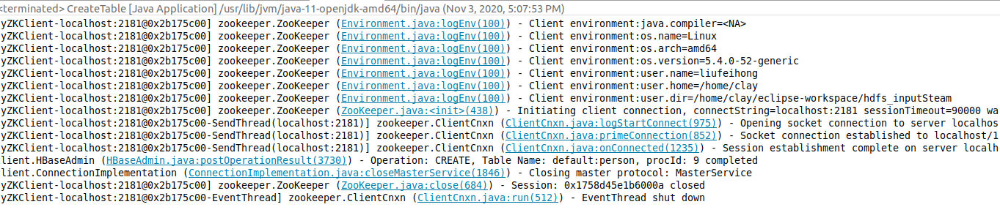 <terminated> CreateTable [Java Application] /usr/lib/jvm/java-11-openjdk-amd64/bin/java (Nov 3, 2020, 5:07:53 PM)
yZKClient-localhost:2181@0x2b175c00] zookeeper.ZooKeeper (Environment.java:logEnv(100)) - Client environment:java.compiler=<NA>
yZKClient-localhost:2181@0x2b175c00] zookeeper.ZooKeeper (Environment.java:logEnv(100)) - Client environment:os.name=Linux
yZKClient-localhost:2181@0x2b175c00] zookeeper.ZooKeeper (Environment.java:logEnv(100)) - Client environment:os.arch=amd64
yZKClient-localhost:2181@0x2b175c00] zookeeper.ZooKeeper (Environment.java:logEnv(100)) - Client environment:os.version=5.4.0-52-generic
yZKClient-localhost:2181@0x2b175c00] zookeeper.ZooKeeper (Environment.java:logEnv(100)) - Client environment:user.name=liufeihong
yZKClient-localhost:2181@0x2b175c00] zookeeper.ZooKeeper (Environment.java:logEnv(100)) - Client environment:user.home=/home/clay
yZKClient-localhost:2181@0x2b175c00] zookeeper.ZooKeeper (Environment.java:logEnv(100)) - Client environment:user.dir=/home/clay/eclipse-workspace/hdfs_inputSteam
yZKClient-localhost:2181@0x2b175c00] zookeeper.ZooKeeper (ZooKeeper.java:<init>(438)) - Initiating client connection, connectString=localhost:2181 sessionTimeout=90000 wa
yZKClient-localhost:2181@0x2b175c00-SendThread(localhost:2181)] zookeeper.ClientCnxn (ClientCnxn.java:logStartConnect(975)) - Opening socket connection to server localhos
yZKClient-localhost:2181@0x2b175c00-SendThread(localhost:2181)] zookeeper.ClientCnxn (ClientCnxn.java:primeConnection(852)) - Socket connection established to localhost/1
yZKClient-localhost:2181@0x2b175c00-SendThread(localhost:2181)] zookeeper.ClientCnxn (ClientCnxn.java:onConnected(1235)) - Session establishment complete on server localh
lient.HBaseAdmin (HBaseAdmin.java:postOperationResult(3730)) - Operation: CREATE, Table Name: default:person, procId: 9 completed
lient.ConnectionImplementation (ConnectionImplementation.java:closeMasterService(1846)) - Closing master protocol: MasterService
yZKClient-localhost:2181@0x2b175c00] zookeeper.ZooKeeper (ZooKeeper.java:close(684)) - Session: 0x1758d45e1b6000a closed
yZKClient-localhost:2181@0x2b175c00-EventThread] zookeeper.ClientCnxn (ClientCnxn.java:run(512)) - EventThread shut down